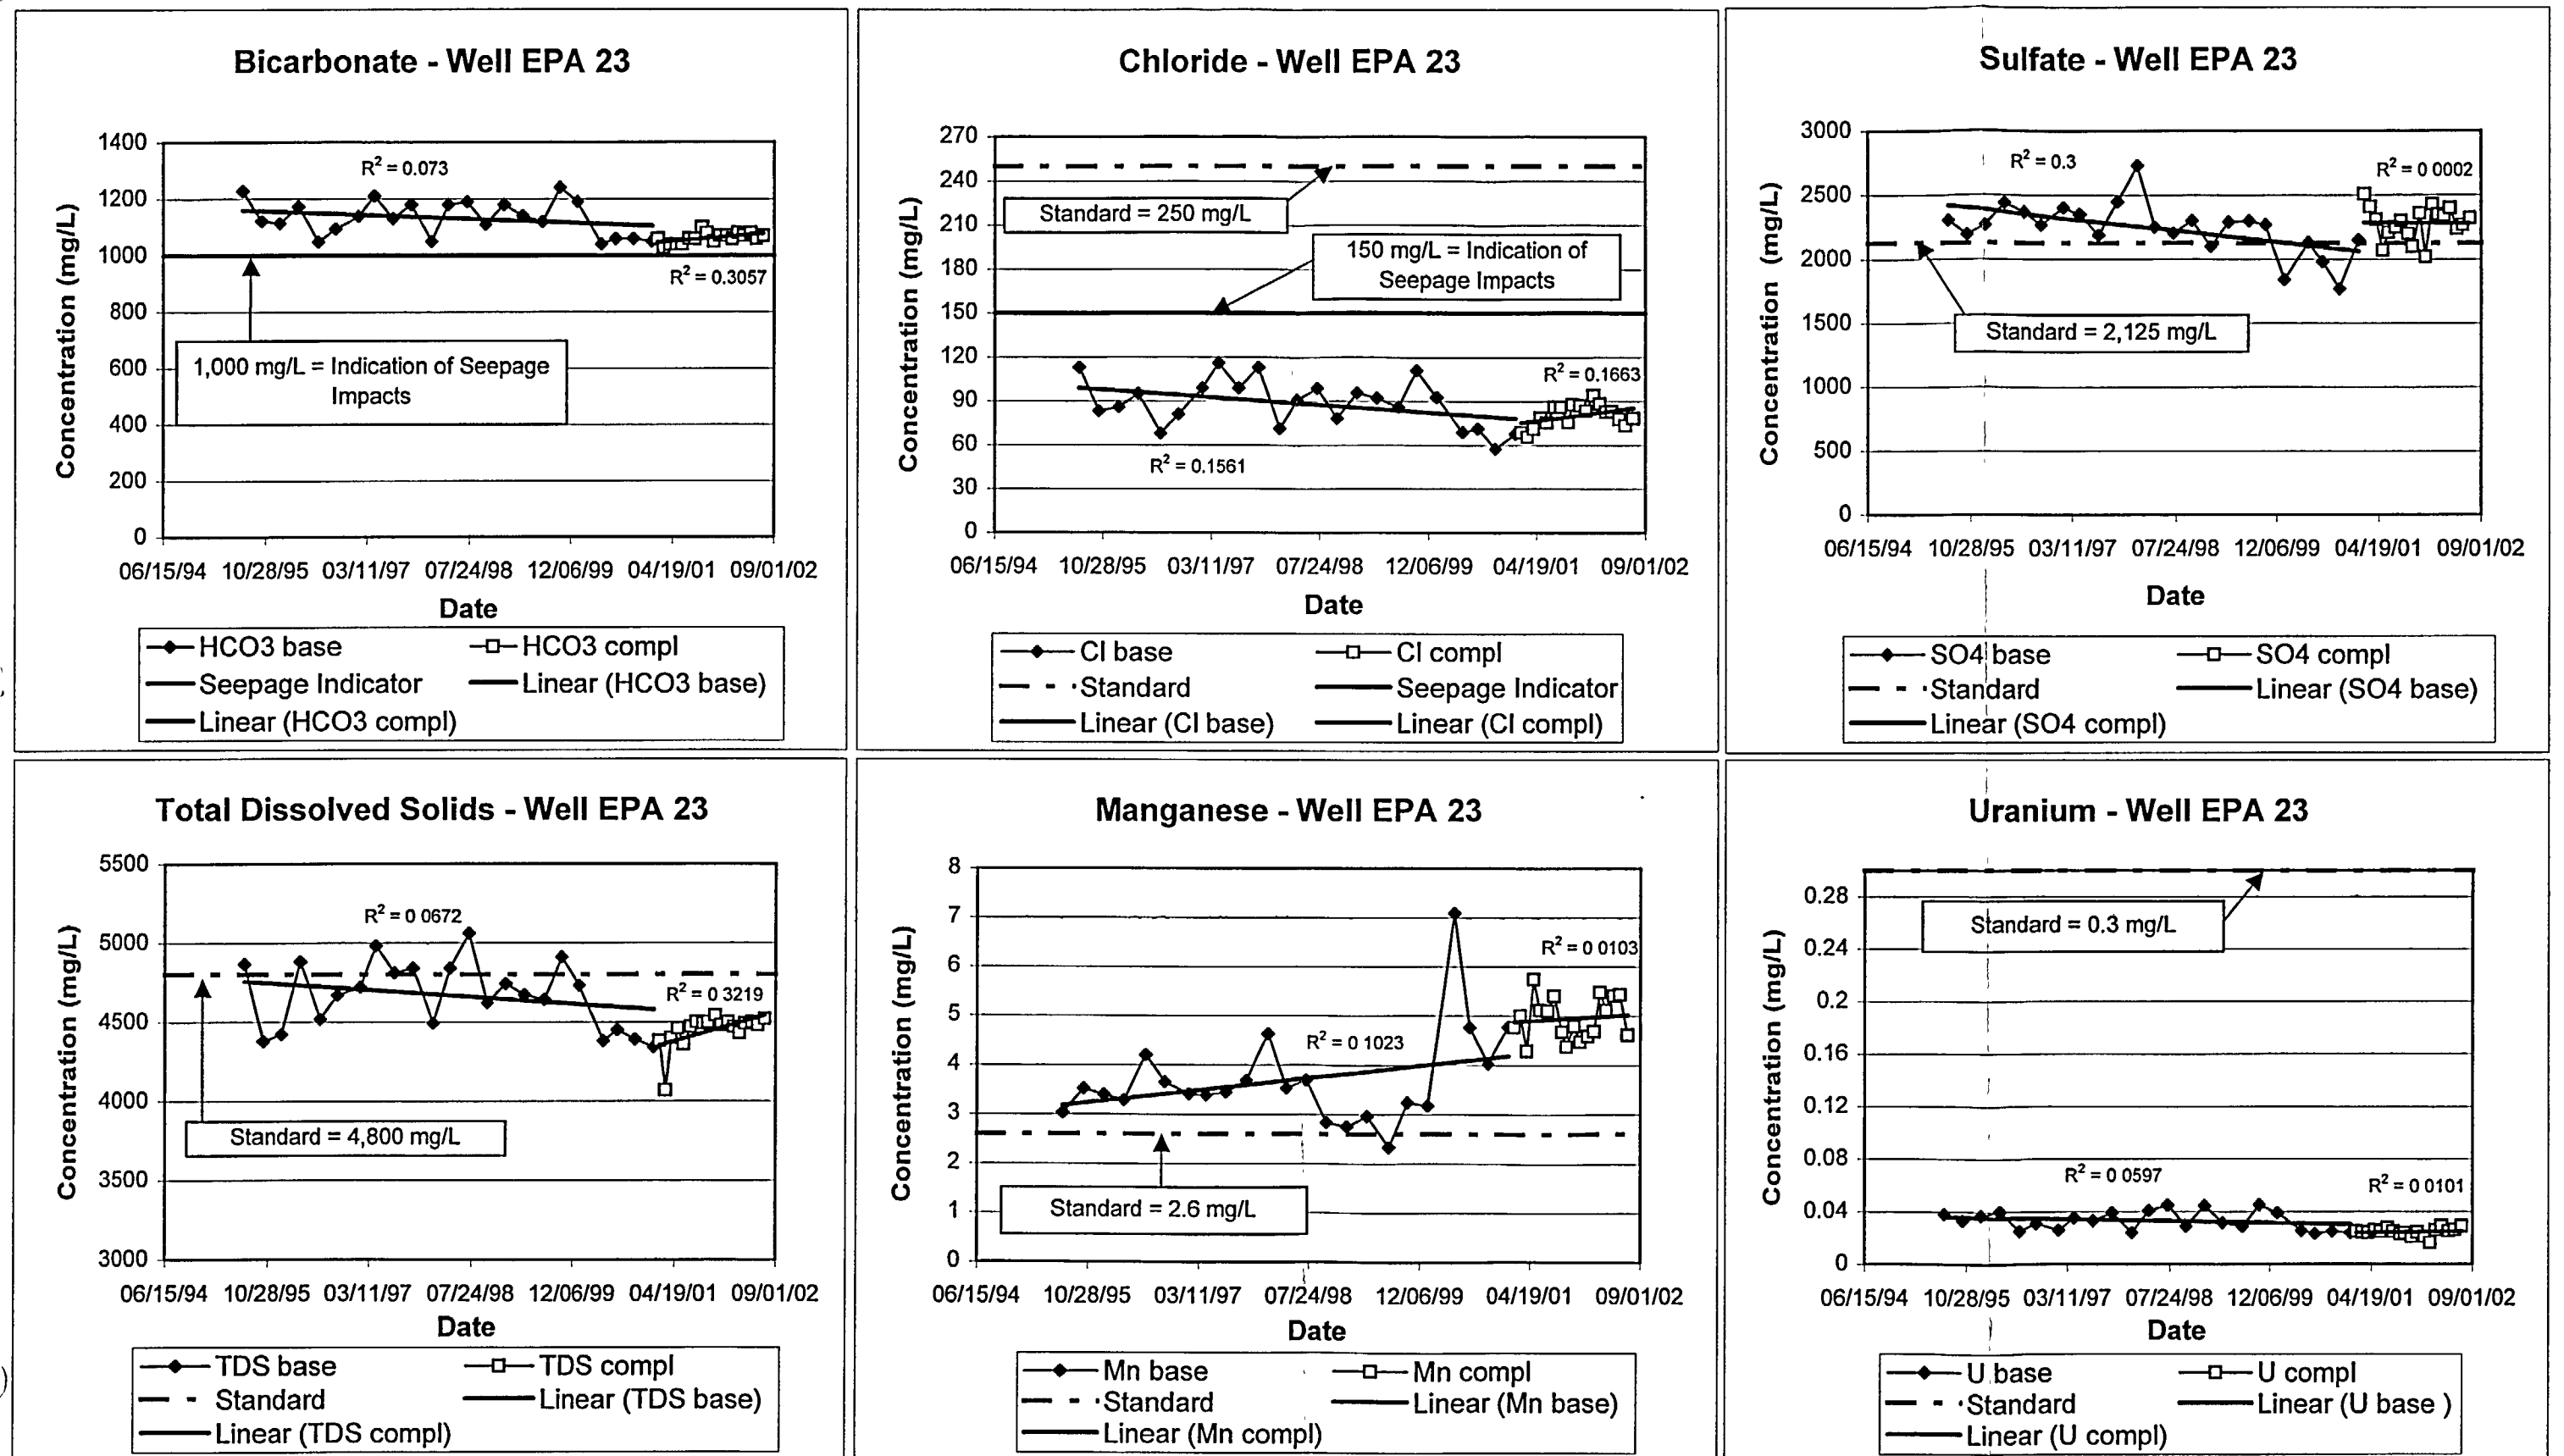 Bicarbonate - Well EPA 23
R² = 0.073
1400
1200
1000
800
600
400
200
0
Concentration (mg/L)
R² = 0.3057
1,000 mg/L = Indication of Seepage
Impacts
06/15/94 10/28/95 03/11/97 07/24/98 12/06/99 04/19/01 09/01/02
Date
HCO3 base HCO3 compl
Seepage Indicator Linear (HCO3 base)
Linear (HCO3 compl)
Chloride - Well EPA 23
270
240
210
180
150
120
90
60
30
0
Concentration (mg/L)
Standard = 250 mg/L
150 mg/L = Indication of
Seepage Impacts
R² = 0.1663
R² = 0.1561
06/15/94 10/28/95 03/11/97 07/24/98 12/06/99 04/19/01 09/01/02
Date
Cl base Cl compl
Standard Seepage Indicator
Linear (Cl base) Linear (Cl compl)
Sulfate - Well EPA 23
3000
2500
2000
1500
1000
500
0
Concentration (mg/L)
R² = 0.3
R² = 0 0002
Standard = 2,125 mg/L
06/15/94 10/28/95 03/11/97 07/24/98 12/06/99 04/19/01 09/01/02
Date
SO4 base SO4 compl
Standard Linear (SO4 base)
Linear (SO4 compl)
Total Dissolved Solids - Well EPA 23
5500
5000
4500
4000
3500
3000
Concentration (mg/L)
R² = 0 0672
R² = 0 3219
Standard = 4,800 mg/L
06/15/94 10/28/95 03/11/97 07/24/98 12/06/99 04/19/01 09/01/02
Date
TDS base TDS compl
Standard Linear (TDS base)
Linear (TDS compl)
Manganese - Well EPA 23
8
7
6
5
4
3
2
1
0
Concentration (mg/L)
R² = 0 0103
R² = 0 1023
Standard = 2.6 mg/L
06/15/94 10/28/95 03/11/97 07/24/98 12/06/99 04/19/01 09/01/02
Date
Mn base Mn compl
Standard Linear (Mn base)
Linear (Mn compl)
Uranium - Well EPA 23
0.28
0.24
0.2
0.16
0.12
0.08
0.04
0
Concentration (mg/L)
Standard = 0.3 mg/L
R² = 0 0597
R² = 0 0101
06/15/94 10/28/95 03/11/97 07/24/98 12/06/99 04/19/01 09/01/02
Date
U base U compl
Standard Linear (U base )
Linear (U compl)